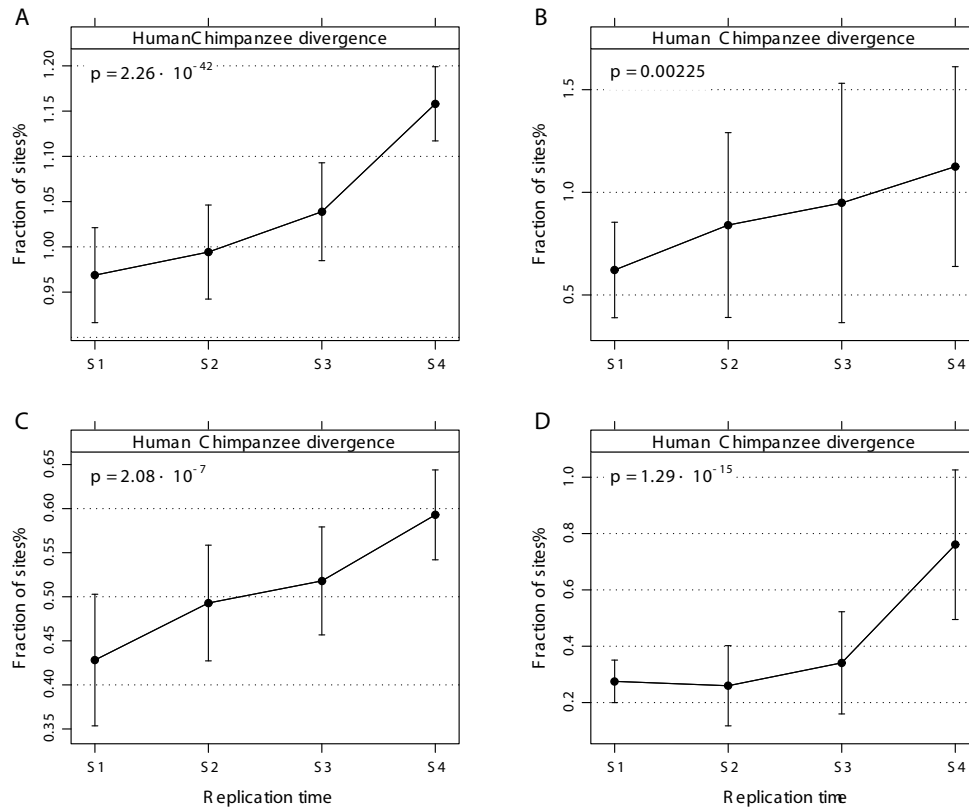 A
HumanChimpanzee divergence
p = 2.26 · 10-42
Fraction of sites%
1.20
1.15
1.10
1.05
1.00
0.95
S1 S2 S3 S4
B
Human Chimpanzee divergence
p = 0.00225
Fraction of sites%
1.5
1.0
0.5
S1 S2 S3 S4
C
Human Chimpanzee divergence
p = 2.08 · 10-7
Fraction of sites%
0.65
0.60
0.55
0.50
0.45
0.40
0.35
S1 S2 S3 S4
Replication time
D
Human Chimpanzee divergence
p = 1.29 · 10-15
Fraction of sites%
1.0
0.8
0.6
0.4
0.2
S1 S2 S3 S4
Replication time